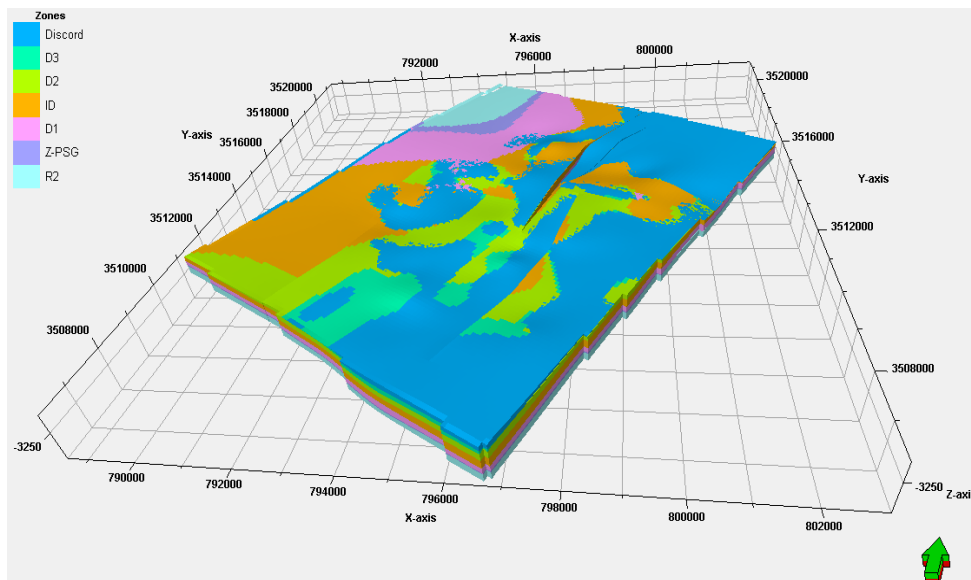 Zones
Discord
D3
D2
ID
D1
Z-PSG
R2
X-axis
792000
796000
800000
3520000
3518000
3516000
Y-axis
3514000
3512000
3510000
3508000
-3250
3520000
3516000
Y-axis
3512000
3508000
-3250
Z-axi
790000
792000
794000
796000
798000
800000
802000
X-axis